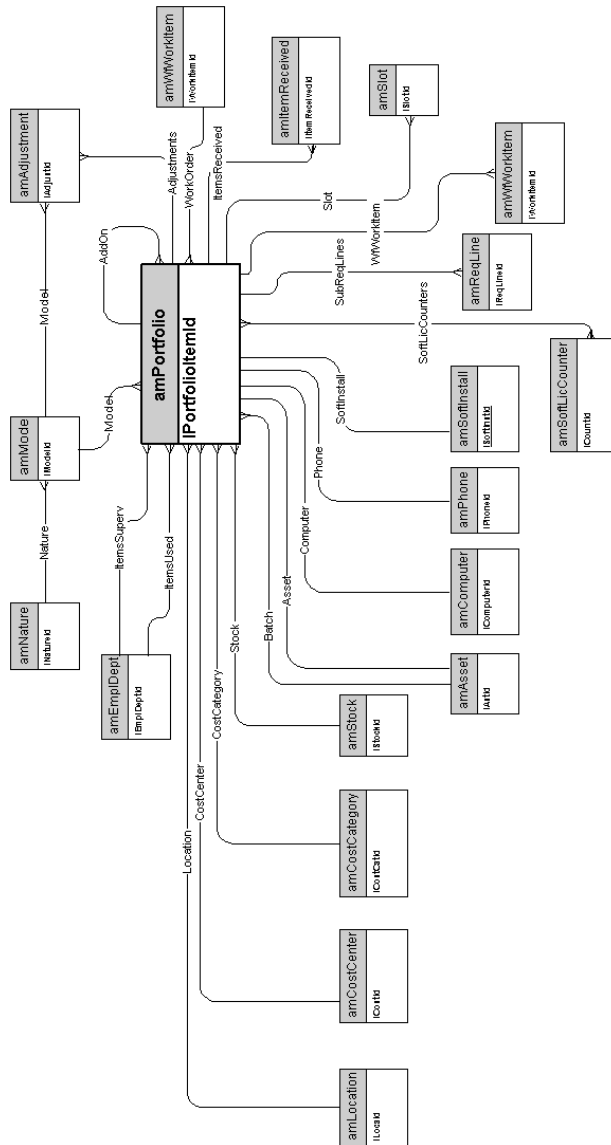 amNature
lNatureId
Nature
amMode
lModelId
Model
amAdjustment
lAdjustId
Model
AddOn
amEmplDept
lEmplDeptId
ItemsSuperv
ItemsUsed
amPortfolio
lPortfolioItemId
Adjustments
WorkOrder
ItemsReceived
amWfWorkItem
lWorkItemId
amItemReceived
lItemReceivedId
Location
CostCenter
CostCategory
Stock
Batch
Asset
Computer
Phone
SoftInstall
SoftLicCounters
SubReqLines
WfWorkItem
Slot
amSlot
lSlotId
amLocation
lLocaId
amCostCenter
lCostId
amCostCategory
lCostCatId
amStock
lStockId
amAsset
lAstId
amComputer
lComputerId
amPhone
lPhoneId
amSoftInstall
lSoftInstId
amReqLine
lReqLineId
amWfWorkItem
lWorkItemId
amSoftLicCounter
lCountId